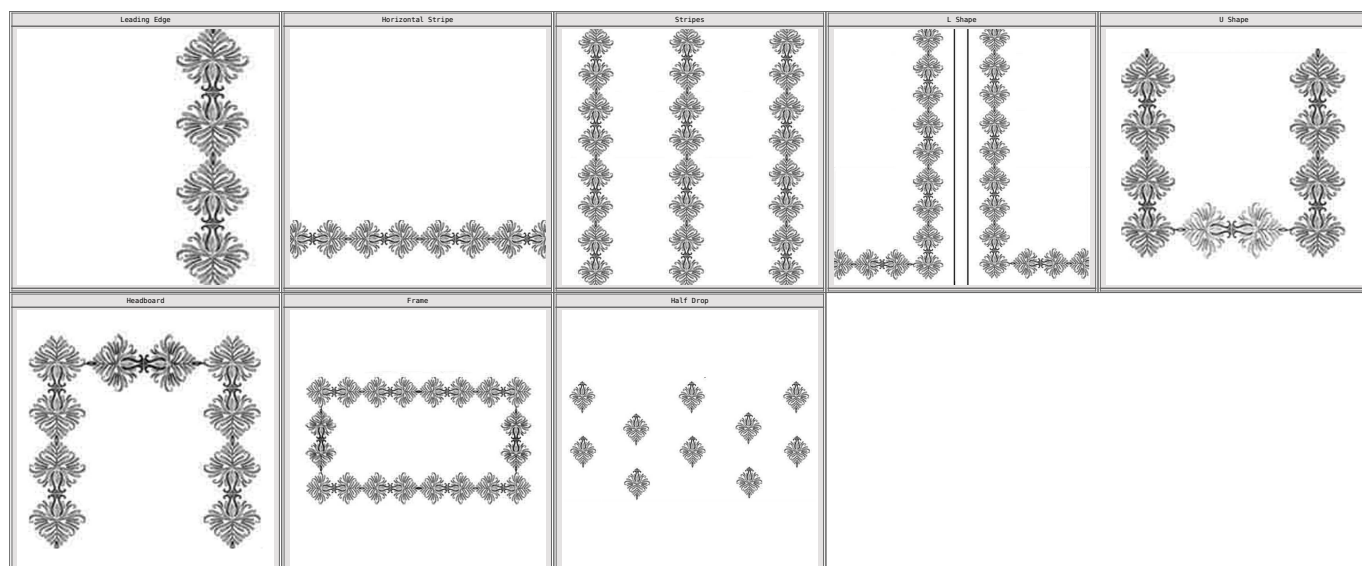 Leading Edge
Horizontal Stripe
Stripes
L Shape
U Shape
Headboard
Frame
Half Drop